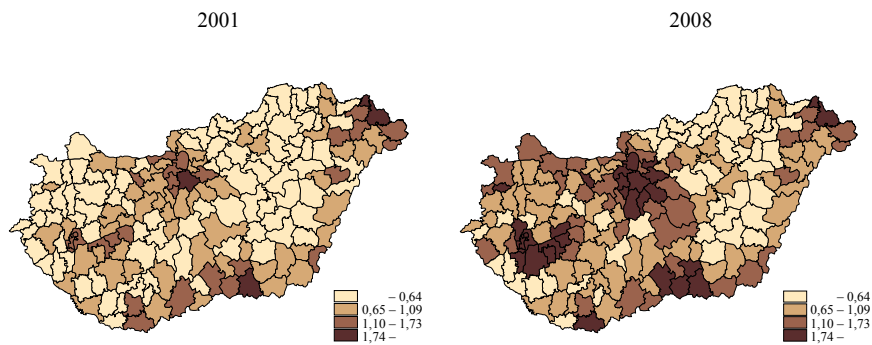 2001
2008
– 0,64
0,65 – 1,09
1,10 – 1,73
1,74 –
– 0,64
0,65 – 1,09
1,10 – 1,73
1,74 –